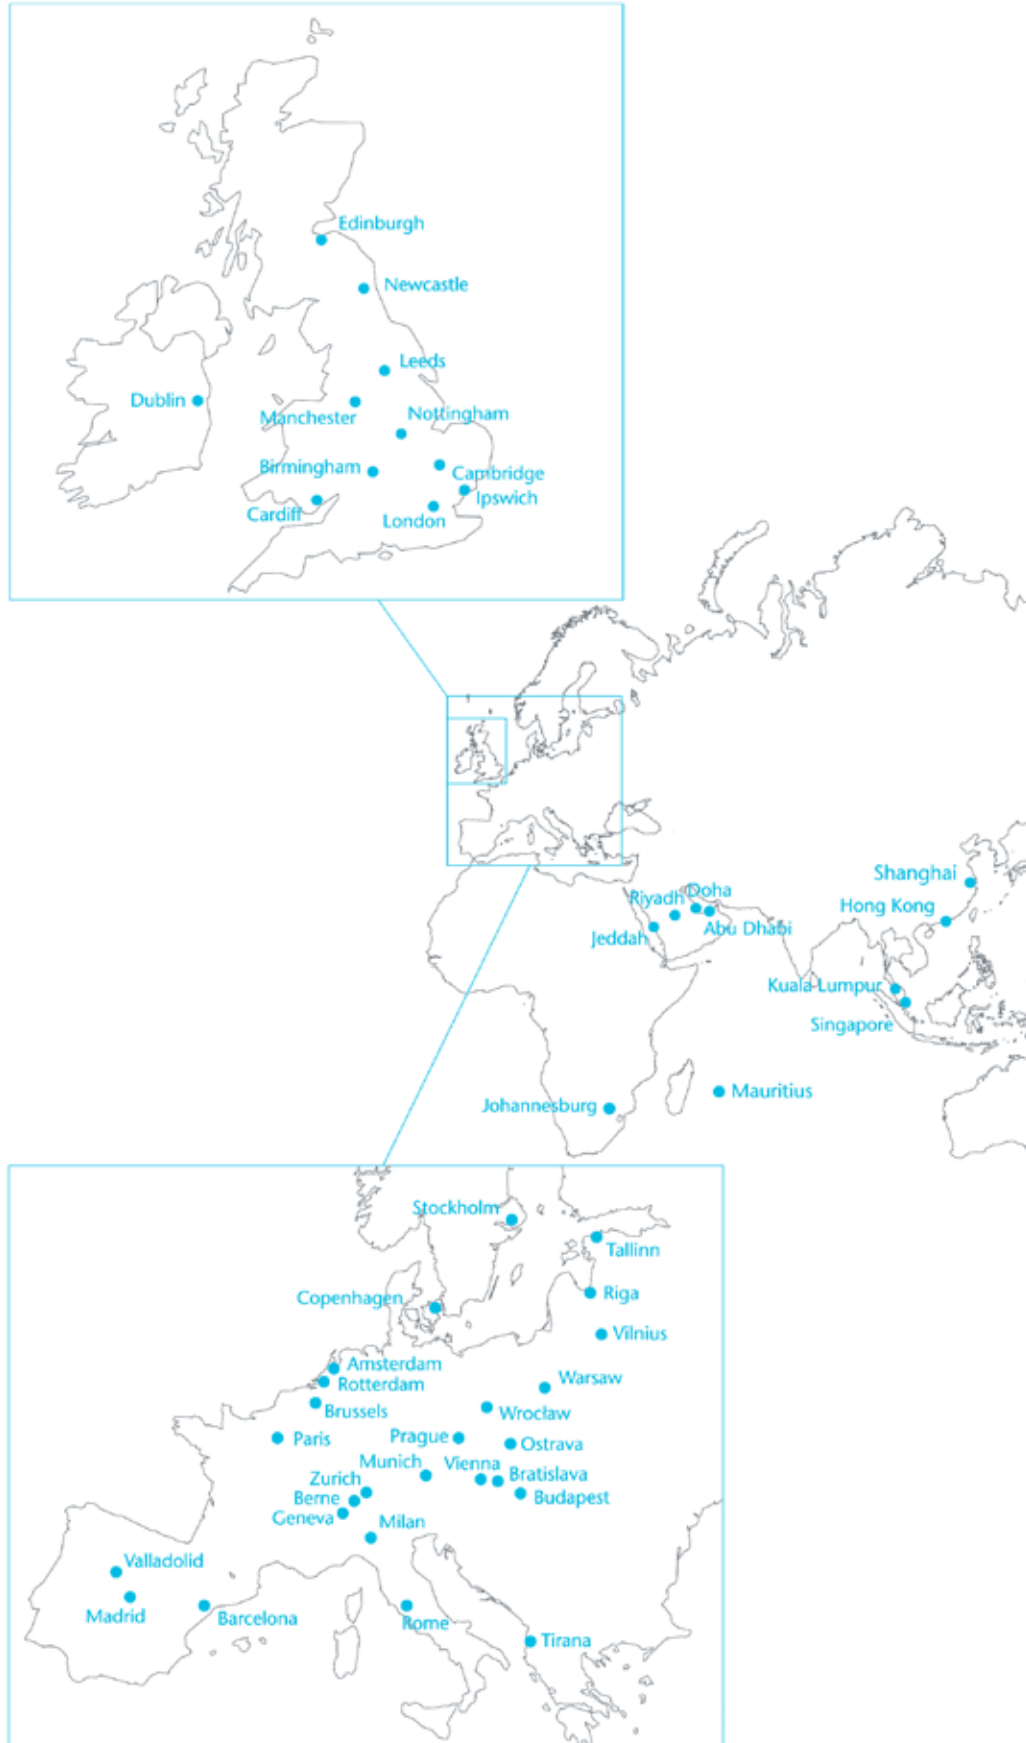 Edinburgh
Newcastle
Leeds
Dublin
Manchester
Nottingham
Birmingham
Cambridge
Ipswich
Cardiff
London
Shanghai
Riyadh
Doha
Hong Kong
Abu Dhabi
Jeddah
Kuala Lumpur
Singapore
Mauritius
Johannesburg
Stockholm
Tallinn
Riga
Copenhagen
Vilnius
Amsterdam
Rotterdam
Warsaw
Brussels
Wrocław
Paris
Prague
Ostrava
Munich
Vienna
Bratislava
Zurich
Budapest
Berne
Geneva
Milan
Valladolid
Madrid
Barcelona
Rome
Tirana